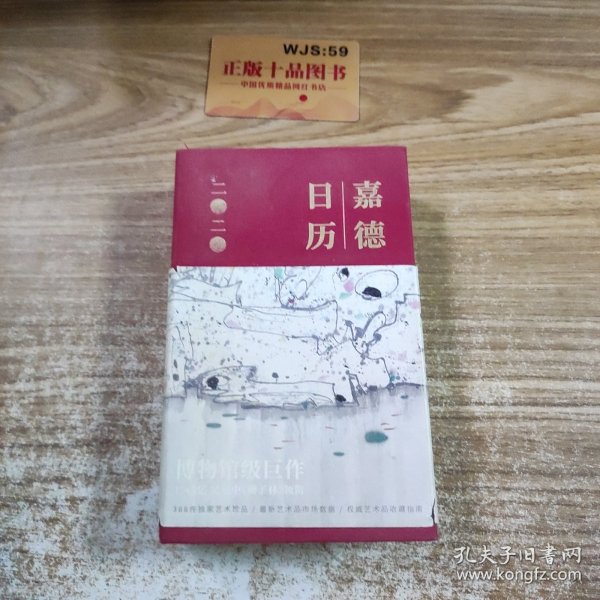 WJS:59
正版十品图书
中国优质精品网红书店
嘉德
日历
二〇二〇
博物馆级巨作
366件独家艺术馆品 / 最新艺术品市场数据 / 权威艺术品收藏指南
孔夫子旧书网
www.kongfz.com